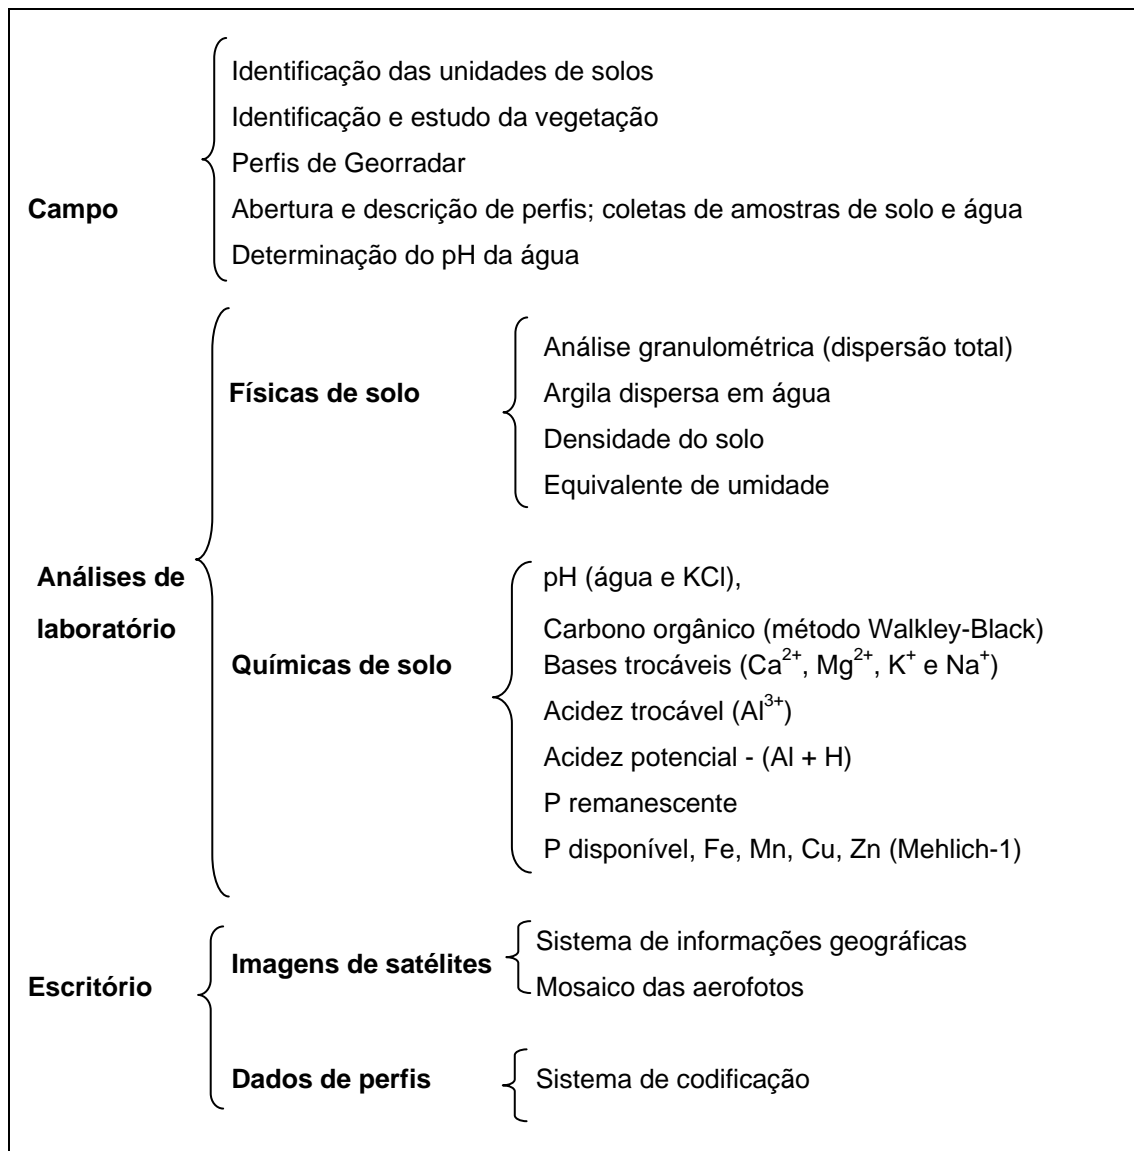 Identificação das unidades de solos
Identificação e estudo da vegetação
Perfis de Georradar
Campo
Abertura e descrição de perfis; coletas de amostras de solo e água
Determinação do pH da água
Análises de
laboratório
Físicas de solo
Análise granulométrica (dispersão total)
Argila dispersa em água
Densidade do solo
Equivalente de umidade
Químicas de solo
pH (água e KCl),
Carbono orgânico (método Walkley-Black)
Bases trocáveis (Ca²⁺, Mg²⁺, K⁺ e Na⁺)
Acidez trocável (Al³⁺)
Acidez potencial - (Al + H)
P remanescente
P disponível, Fe, Mn, Cu, Zn (Mehlich-1)
Escritório
Imagens de satélites
Sistema de informações geográficas
Mosaico das aerofotos
Dados de perfis
Sistema de codificação